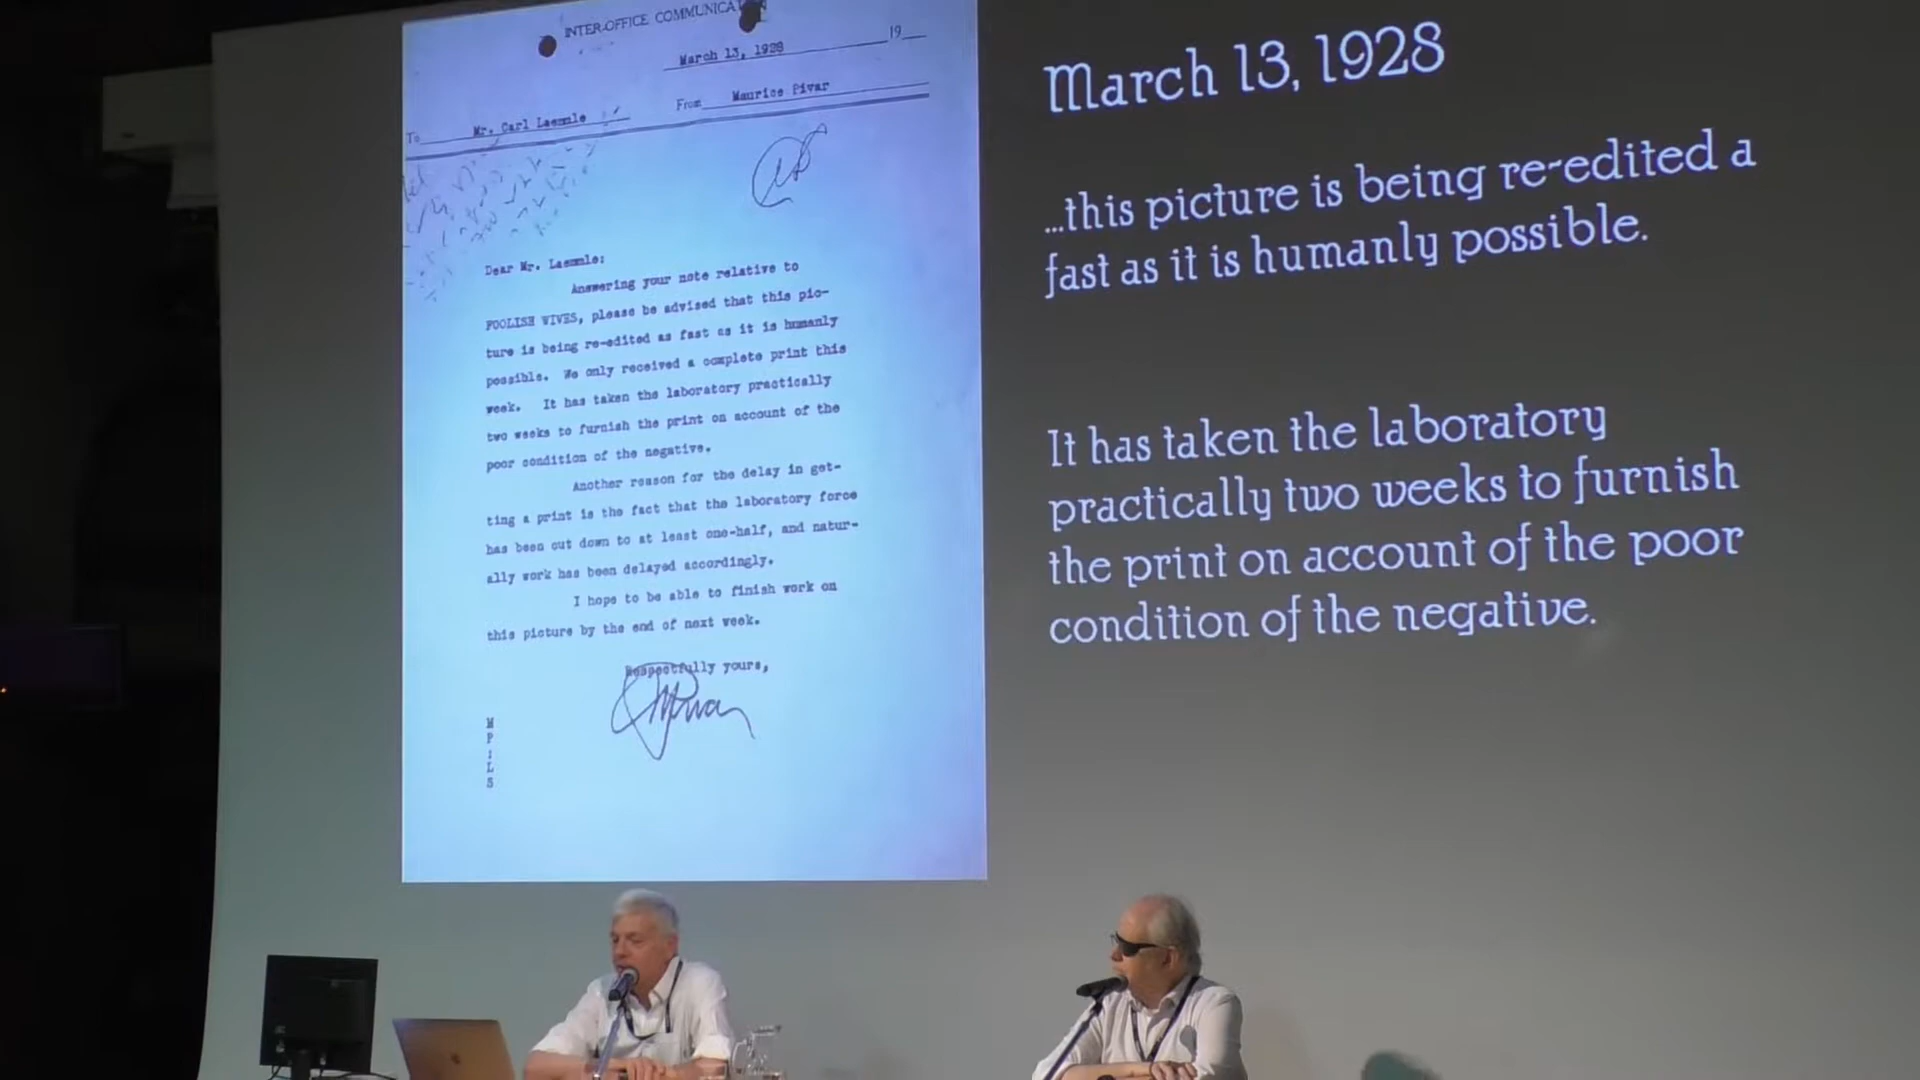 INTER-OFFICE COMMUNICATION
March 13, 1928 19
To Mr. Carl Laemmle From Maurice Pivar
Dear Mr. Laemmle:
Answering your note relative to
FOOLISH WIVES, please be advised that this pic-
ture is being re-edited as fast as it is humanly
possible. We only received a complete print this
week. It has taken the laboratory practically
two weeks to furnish the print on account of the
poor condition of the negative.
Another reason for the delay in get-
ting a print is the fact that the laboratory force
has been cut down to at least one-half, and natur-
ally work has been delayed accordingly.
I hope to be able to finish work on
this picture by the end of next week.
Respectfully yours,
MPivar
M
P
:
L
S
March 13, 1928
...this picture is being re-edited a
fast as it is humanly possible.
It has taken the laboratory
practically two weeks to furnish
the print on account of the poor
condition of the negative.